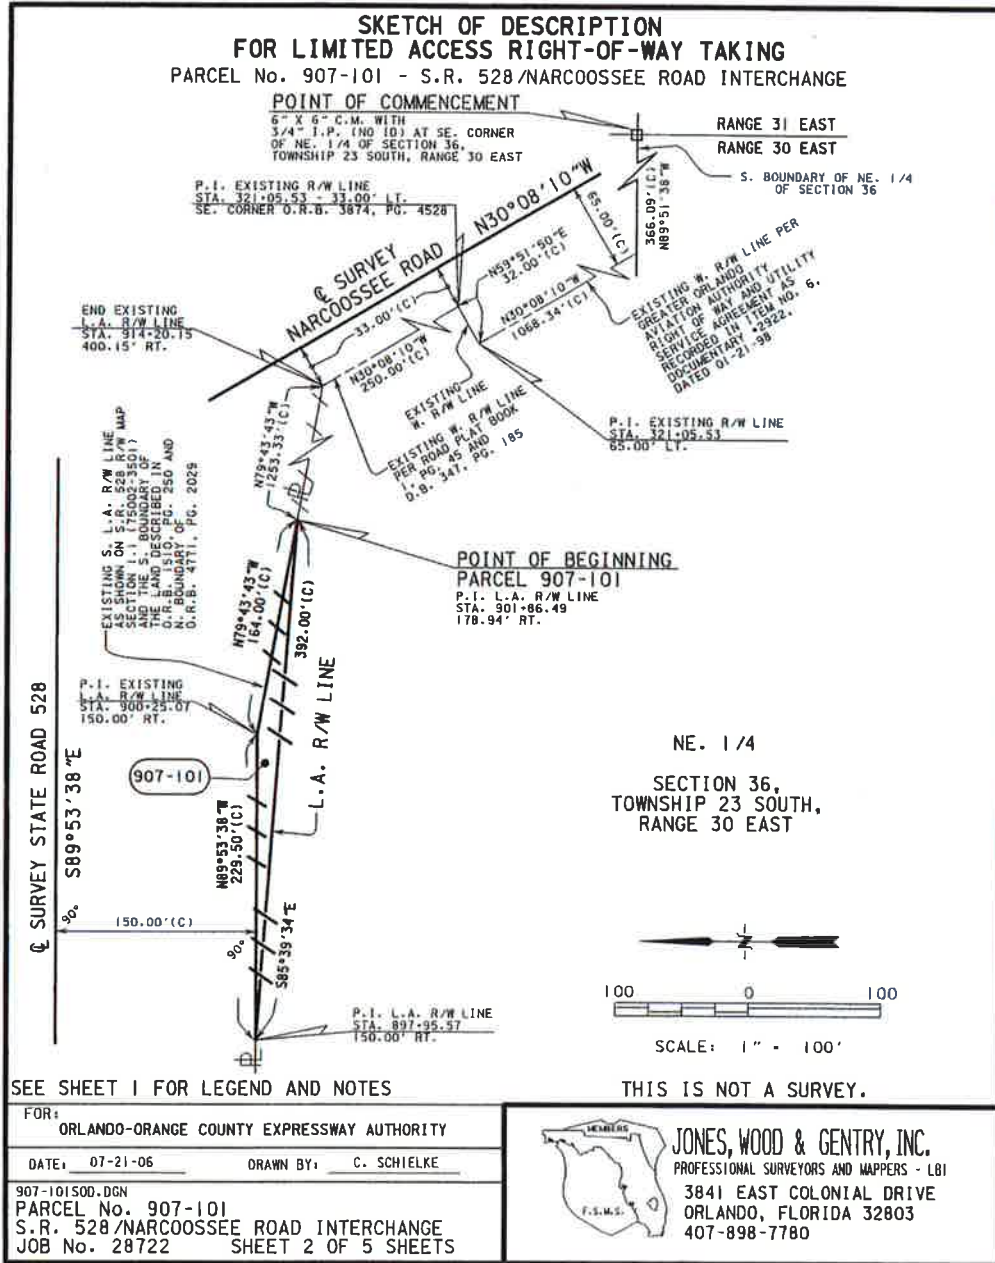 SKETCH OF DESCRIPTION
FOR LIMITED ACCESS RIGHT-OF-WAY TAKING
PARCEL No. 907-101 - S.R. 528/NARCOOSSEE ROAD INTERCHANGE
POINT OF COMMENCEMENT
6" X 6" C.M. WITH
3/4" I.P. (NO ID) AT SE. CORNER
OF NE. 1/4 OF SECTION 36,
TOWNSHIP 23 SOUTH, RANGE 30 EAST
RANGE 31 EAST
RANGE 30 EAST
S. BOUNDARY OF NE. 1/4
OF SECTION 36
366.09'(C)
N89°51'38"W
P.I. EXISTING R/W LINE
STA. 321+05.53 - 33.00' LT.
SE. CORNER O.R.B. 3874, PG. 4528
℄ SURVEY
NARCOOSSEE ROAD
N30°08'10"W
65.00'(C)
N59°51'50"E
32.00'(C)
N30°08'10"W
1068.34'(C)
EXISTING W. R/W LINE PER
GREATER ORLANDO
AVIATION AUTHORITY
RIGHT OF WAY AND UTILITY
SERVICE AGREEMENT AS
RECORDED IN ITEM NO. 6,
DOCUMENTARY #2922,
DATED 01-21-98
END EXISTING
L.A. R/W LINE
STA. 914+20.15
400.15' RT.
33.00'(C)
N30°08'10"W
250.00'(C)
EXISTING
W. R/W LINE
EXISTING W. R/W LINE
PER ROAD PLAT BOOK
1, PG. 45 AND
D.B. 347, PG. 185
P.I. EXISTING R/W LINE
STA. 321+05.53
65.00' LT.
N79°43'43"W
1253.33'(C)
EXISTING S. L.A. R/W LINE
AS SHOWN ON S.R. 528 R/W MAP
SECTION 1.1 (75002-3501)
AND THE S. BOUNDARY OF
THE LAND DESCRIBED IN
O.R.B. 1510, PG. 250 AND
N. BOUNDARY OF
O.R.B. 4771, PG. 2029
POINT OF BEGINNING
PARCEL 907-101
P.I. L.A. R/W LINE
STA. 901+86.49
178.94' RT.
N79°43'43"W
164.00'(C)
392.00'(C)
L.A. R/W LINE
P.I. EXISTING
L.A. R/W LINE
STA. 900+25.07
150.00' RT.
907-101
℄ SURVEY STATE ROAD 528
S89°53'38"E
N89°53'38"W
229.50'(C)
S85°39'34"E
90°
150.00'(C)
90°
P.I. L.A. R/W LINE
STA. 897+95.57
150.00' RT.
NE. 1/4
SECTION 36,
TOWNSHIP 23 SOUTH,
RANGE 30 EAST
N
100 0 100
SCALE: 1" = 100'
SEE SHEET 1 FOR LEGEND AND NOTES
THIS IS NOT A SURVEY.
FOR:
ORLANDO-ORANGE COUNTY EXPRESSWAY AUTHORITY
DATE: 07-21-06 DRAWN BY: C. SCHIELKE
907-101SOD.DGN
PARCEL No. 907-101
S.R. 528/NARCOOSSEE ROAD INTERCHANGE
JOB No. 28722 SHEET 2 OF 5 SHEETS
MEMBERS
F.S.M.S.
JONES, WOOD & GENTRY, INC.
PROFESSIONAL SURVEYORS AND MAPPERS - LB1
3841 EAST COLONIAL DRIVE
ORLANDO, FLORIDA 32803
407-898-7780